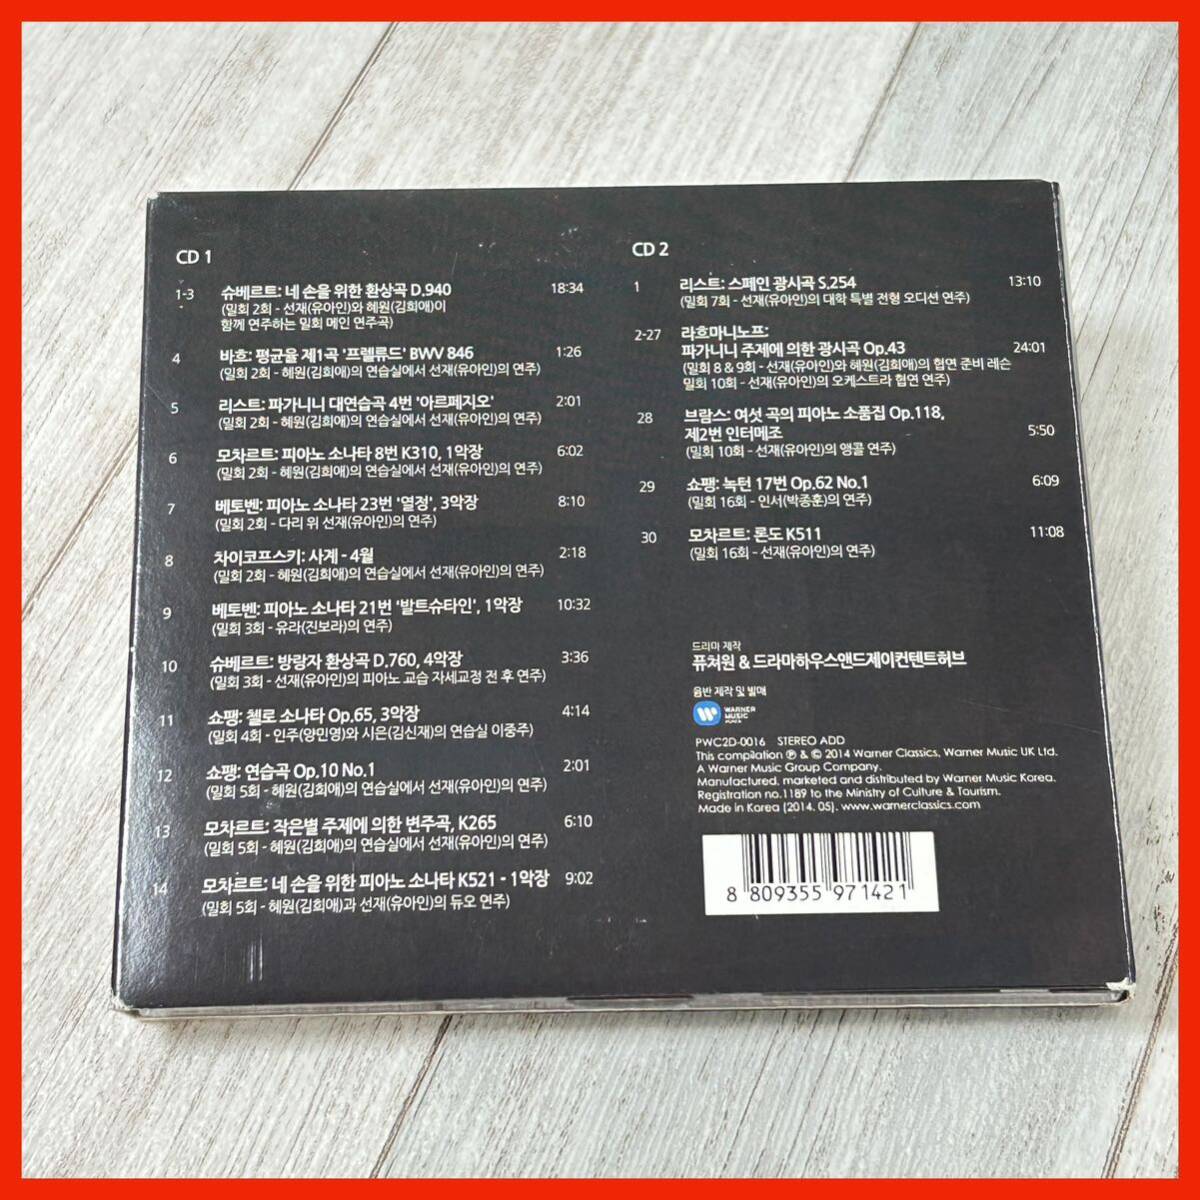 CD 1
1-3 슈베르트: 네 손을 위한 환상곡 D.940 18:34
(밀회 2회 - 선재(유아인)와 혜원(김희애)이
함께 연주하는 밀회 메인 연주곡)
4 바흐: 평균율 제1곡 '프렐류드' BWV 846 1:26
(밀회 2회 - 혜원(김희애)의 연습실에서 선재(유아인)의 연주)
5 리스트: 파가니니 대연습곡 4번 '아르페지오' 2:01
(밀회 2회 - 혜원(김희애)의 연습실에서 선재(유아인)의 연주)
6 모차르트: 피아노 소나타 8번 K310, 1악장 6:02
(밀회 2회 - 혜원(김희애)의 연습실에서 선재(유아인)의 연주)
7 베토벤: 피아노 소나타 23번 '열정', 3악장 8:10
(밀회 2회 - 다리 위 선재(유아인)의 연주)
8 차이코프스키: 사계 - 4월 2:18
(밀회 2회 - 혜원(김희애)의 연습실에서 선재(유아인)의 연주)
9 베토벤: 피아노 소나타 21번 '발트슈타인', 1악장 10:32
(밀회 3회 - 유라(진보라)의 연주)
10 슈베르트: 방랑자 환상곡 D.760, 4악장 3:36
(밀회 3회 - 선재(유아인)의 피아노 교습 자세교정 전 후 연주)
11 쇼팽: 첼로 소나타 Op.65, 3악장 4:14
(밀회 4회 - 인주(양민영)와 시은(김신재)의 연습실 이중주)
12 쇼팽: 연습곡 Op.10 No.1 2:01
(밀회 5회 - 혜원(김희애)의 연습실에서 선재(유아인)의 연주)
13 모차르트: 작은별 주제에 의한 변주곡, K265 6:10
(밀회 5회 - 혜원(김희애)의 연습실에서 선재(유아인)의 연주)
14 모차르트: 네 손을 위한 피아노 소나타 K521 - 1악장 9:02
(밀회 5회 - 혜원(김희애)과 선재(유아인)의 듀오 연주)
CD 2
1 리스트: 스페인 광시곡 S.254 13:10
(밀회 7회 - 선재(유아인)의 대학 특별 전형 오디션 연주)
2-27 라흐마니노프:
파가니니 주제에 의한 광시곡 Op.43 24:01
(밀회 8 & 9회 - 선재(유아인)와 혜원(김희애)의 협연 준비 레슨
밀회 10회 - 선재(유아인)의 오케스트라 협연 연주)
28 브람스: 여섯 곡의 피아노 소품집 Op.118,
제2번 인터메조 5:50
(밀회 10회 - 선재(유아인)의 앵콜 연주)
29 쇼팽: 녹턴 17번 Op.62 No.1 6:09
(밀회 16회 - 인서(박종훈)의 연주)
30 모차르트: 론도 K511 11:08
(밀회 16회 - 선재(유아인)의 연주)
드라마 제작
퓨처원 & 드라마하우스앤드제이컨텐트허브
음반 제작 및 발매
WARNER
MUSIC
KOREA
PWC2D-0016 STEREO ADD
This compilation ℗ & © 2014 Warner Classics, Warner Music UK Ltd.
A Warner Music Group Company.
Manufactured, marketed and distributed by Warner Music Korea.
Registration no.1189 to the Ministry of Culture & Tourism.
Made in Korea (2014. 05). www.warnerclassics.com
8 809355 971421